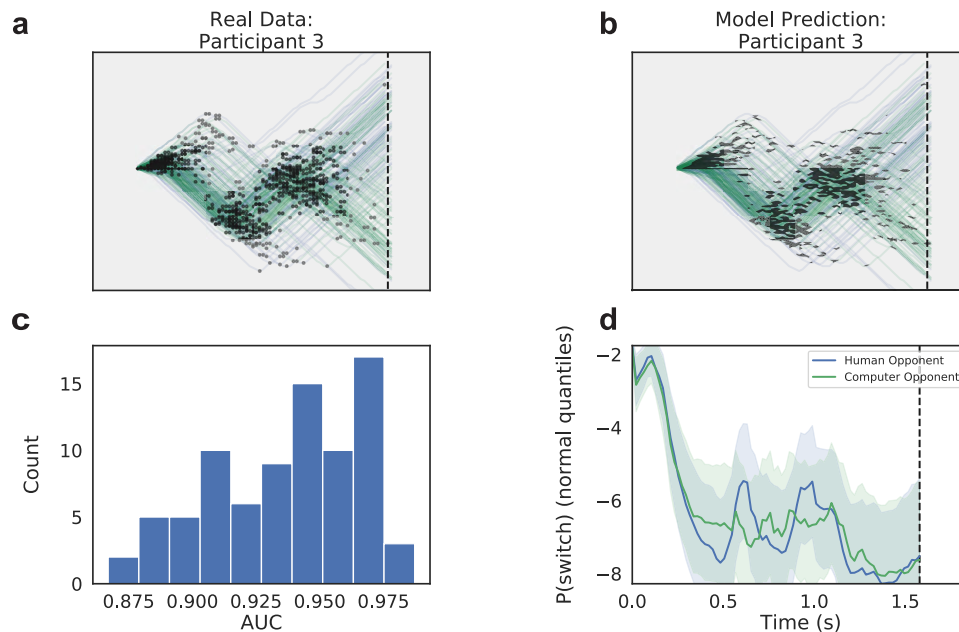 a
Real Data:
Participant 3
b
Model Prediction:
Participant 3
c
Count
15
10
5
0
0.875 0.900 0.925 0.950 0.975
AUC
d
P(switch) (normal quantiles)
−2
−4
−6
−8
Human Opponent
Computer Opponent
0.0 0.5 1.0 1.5
Time (s)